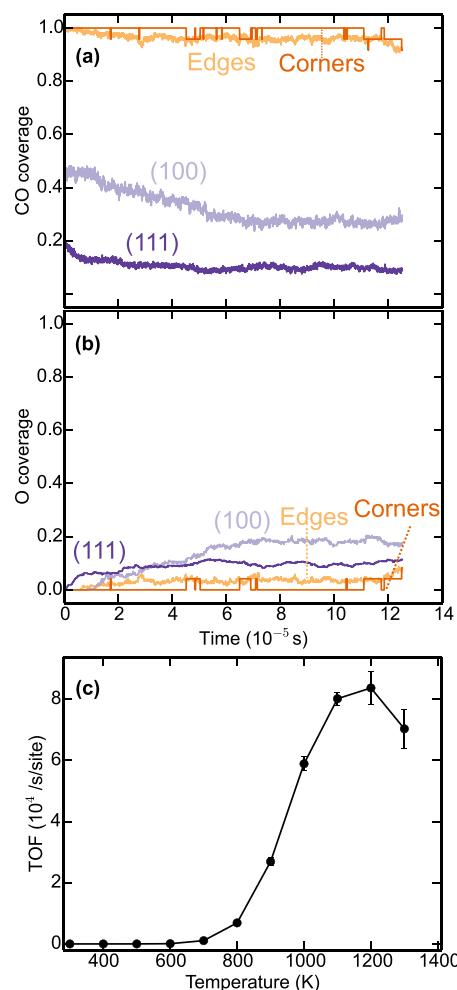 1.0
(a)
Edges Corners
0.8
CO coverage
0.6
(100)
0.4
0.2
(111)
1.0
(b)
0.8
O coverage
0.6
0.4
Corners
(100) Edges
0.2
(111)
0.0
0 2 4 6 8 10 12 14
Time (10⁻⁵ s)
(c)
8
TOF (10⁴ /s/site)
6
4
2
0
400 600 800 1000 1200 1400
Temperature (K)